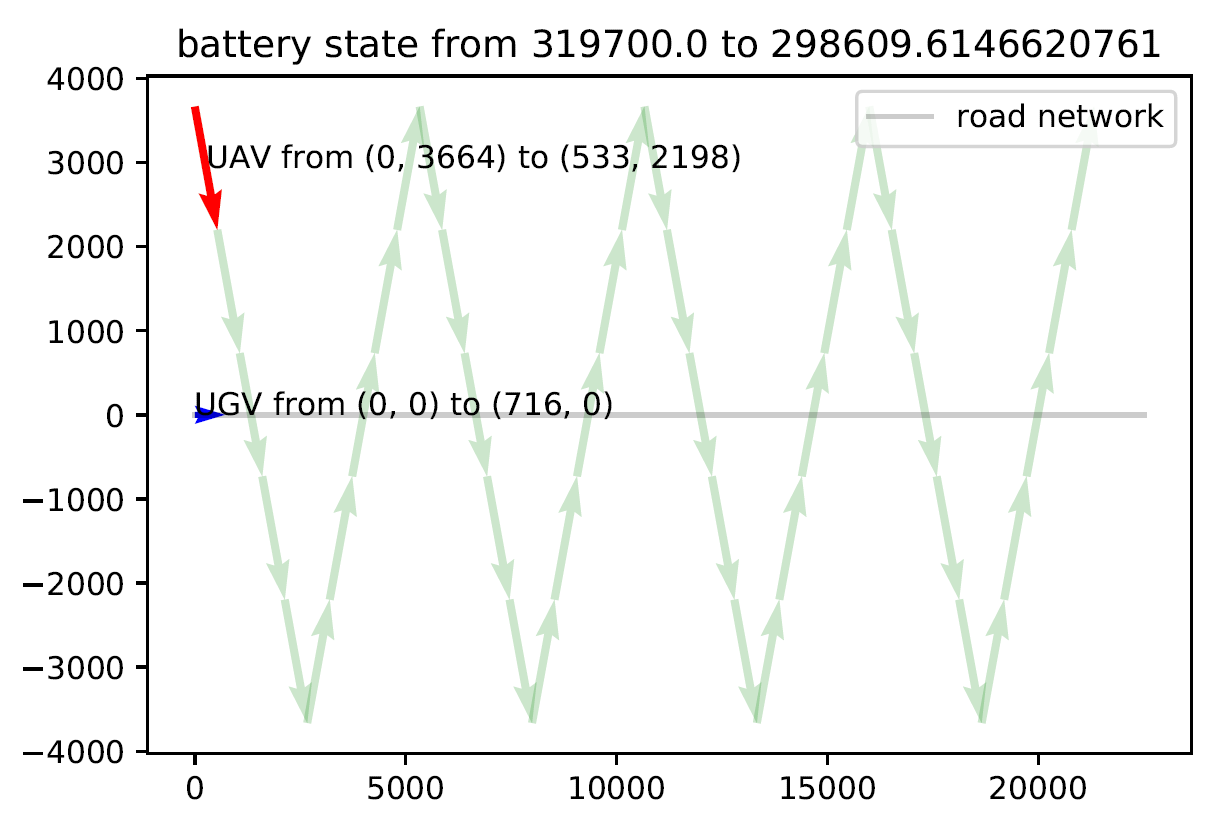 battery state from 319700.0 to 298609.6146620761
4000
road network
3000
UAV from (0, 3664) to (533, 2198)
2000
1000
UGV from (0, 0) to (716, 0)
0
−1000
−2000
−3000
−4000
0 5000 10000 15000 20000